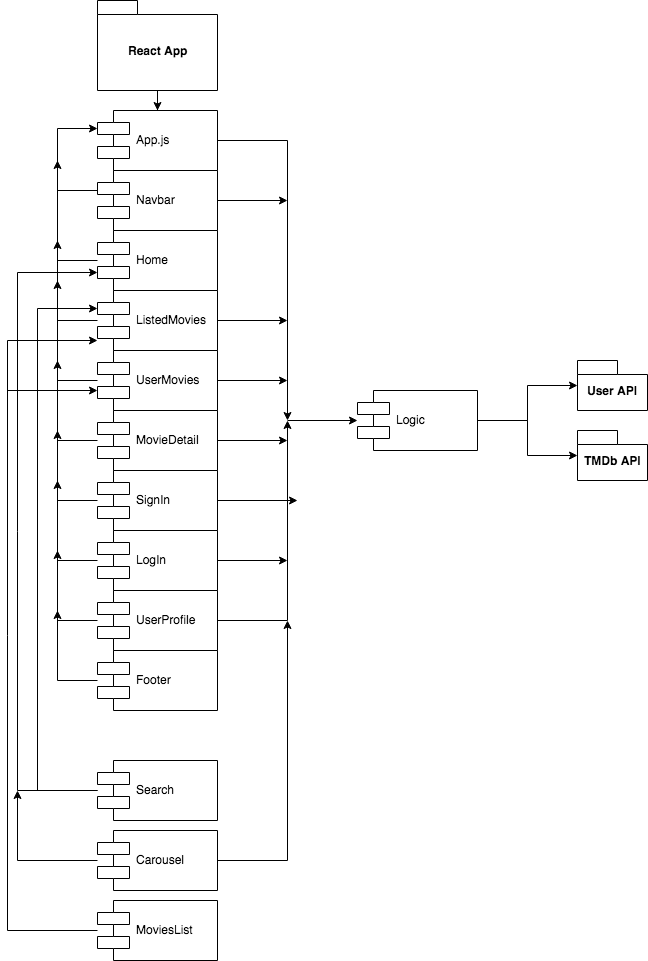 React App
App.js
Navbar
Home
ListedMovies
UserMovies
MovieDetail
SignIn
LogIn
UserProfile
Footer
Search
Carousel
MoviesList
Logic
User API
TMDb API